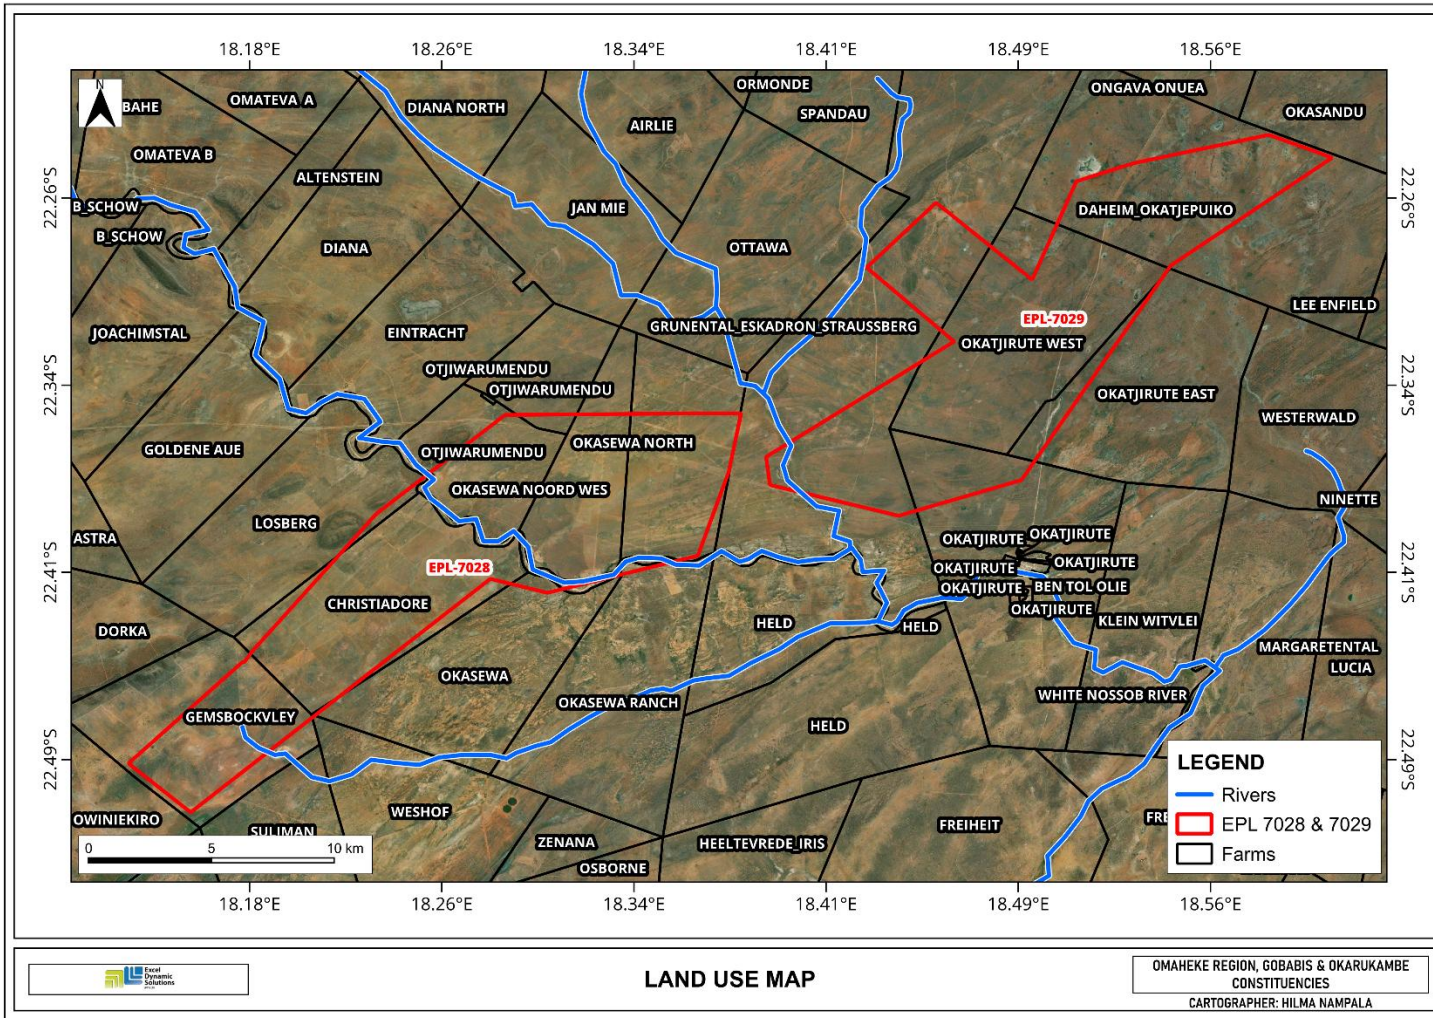 18.18°E 18.26°E 18.34°E 18.41°E 18.49°E 18.56°E
N
BAHE
OMATEVA A
DIANA NORTH
ORMONDE
SPANDAU
ONGAVA ONUEA
OKASANDU
AIRLIE
OMATEVA B
ALTENSTEIN
22.26°S
22.26°S
B_SCHOW
JAN MIE
DAHEIM_OKATJEPUIKO
B_SCHOW
DIANA
OTTAWA
LEE ENFIELD
JOACHIMSTAL
EINTRACHT
GRUNENTAL_ESKADRON_STRAUSSBERG
EPL-7029
OKATJIRUTE WEST
OTJIWARUMENDU
22.34°S
22.34°S
OTJIWARUMENDU
OKATJIRUTE EAST
WESTERWALD
GOLDENE AUE
OTJIWARUMENDU
OKASEWA NORTH
OKASEWA NOORD WES
NINETTE
LOSBERG
ASTRA
OKATJIRUTE
OKATJIRUTE
22.41°S
22.41°S
EPL-7028
OKATJIRUTE
OKATJIRUTE
OKATJIRUTE
BEN TOL OLIE
CHRISTIADORE
OKATJIRUTE
DORKA
HELD
HELD
KLEIN WITVLEI
MARGARETENTAL
LUCIA
OKASEWA
OKASEWA RANCH
WHITE NOSSOB RIVER
GEMSBOCKVLEY
HELD
22.49°S
22.49°S
OWINIEKIRO
SULIMAN
WESHOF
ZENANA
OSBORNE
HEELTEVREDE_IRIS
FREIHEIT
FRE
LEGEND
Rivers
EPL 7028 & 7029
Farms
0 5 10 km
18.18°E 18.26°E 18.34°E 18.41°E 18.49°E 18.56°E
Excel
Dynamic
Solutions
LAND USE MAP
OMAHEKE REGION, GOBABIS & OKARUKAMBE
CONSTITUENCIES
CARTOGRAPHER: HILMA NAMPALA